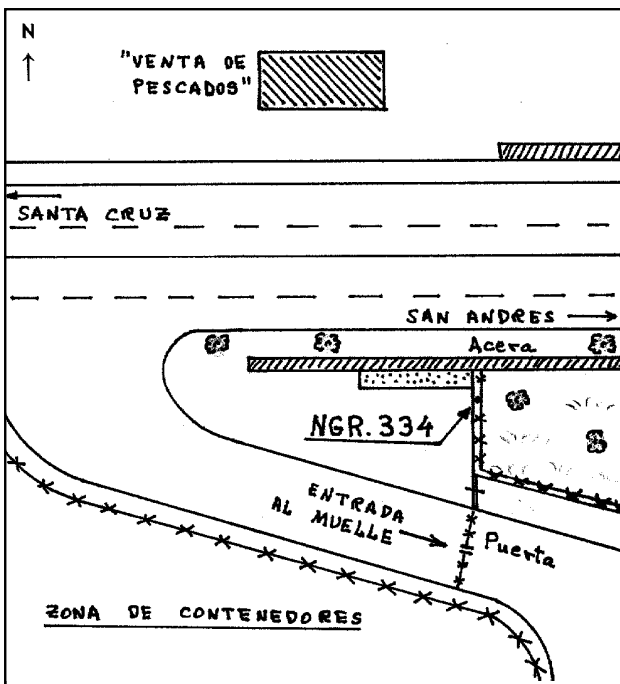 N
"VENTA DE
PESCADOS"
SANTA CRUZ
SAN ANDRES
Acera
NGR. 334
ENTRADA
AL MUELLE
Puerta
ZONA DE CONTENEDORES